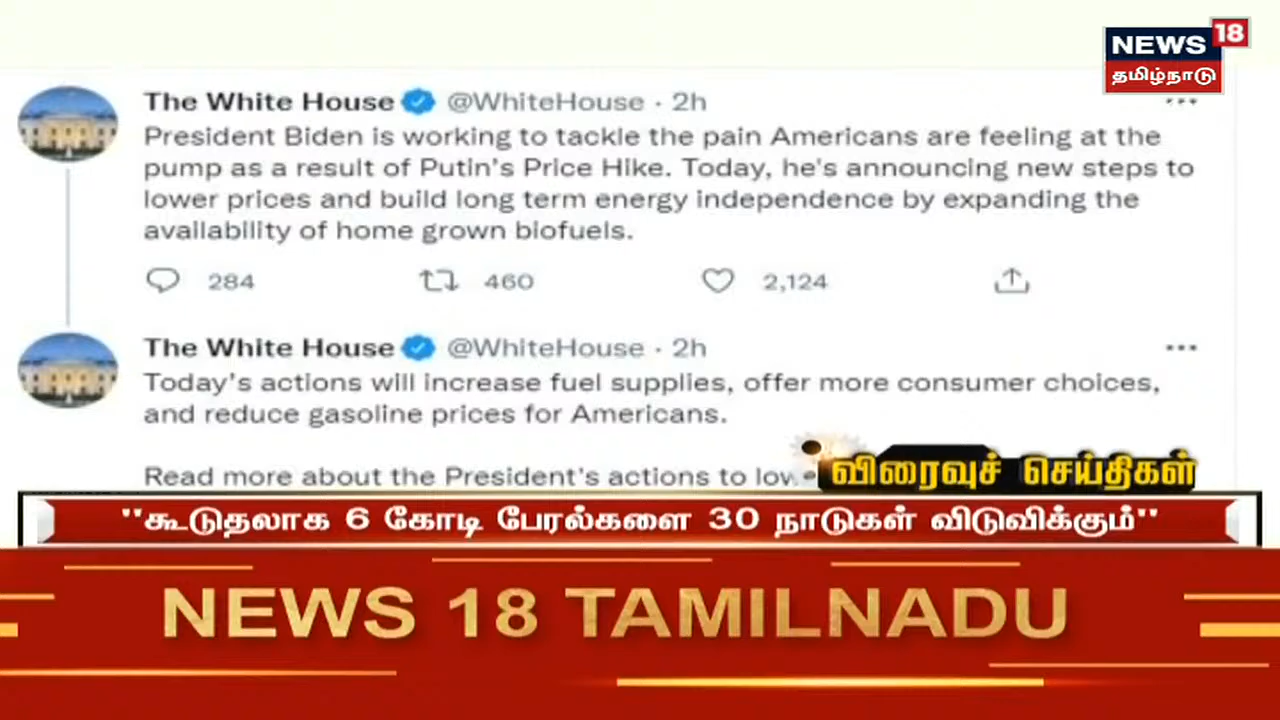 NEWS 18
தமிழ்நாடு
The White House @WhiteHouse · 2h
President Biden is working to tackle the pain Americans are feeling at the
pump as a result of Putin's Price Hike. Today, he's announcing new steps to
lower prices and build long term energy independence by expanding the
availability of home grown biofuels.
284 460 2,124
The White House @WhiteHouse · 2h
Today's actions will increase fuel supplies, offer more consumer choices,
and reduce gasoline prices for Americans.
Read more about the President's actions to low
விரைவுச் செய்திகள்
"கூடுதலாக 6 கோடி பேரல்களை 30 நாடுகள் விடுவிக்கும்"
NEWS 18 TAMILNADU